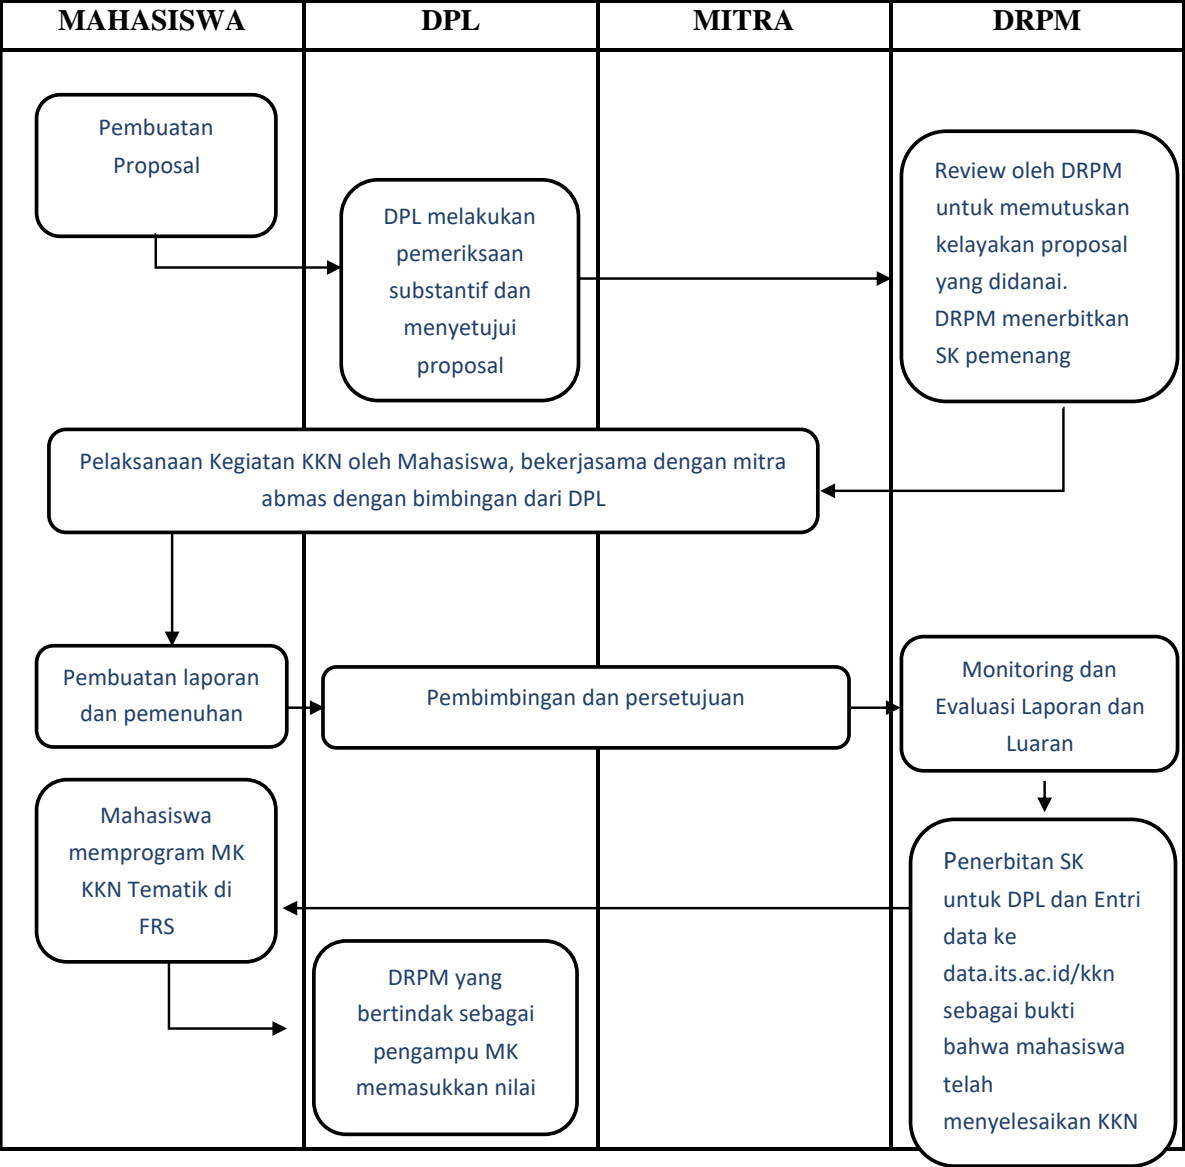 MAHASISWA
DPL
MITRA
DRPM
Pembuatan
Proposal
DPL melakukan
pemeriksaan
substantif dan
menyetujui
proposal
Review oleh DRPM
untuk memutuskan
kelayakan proposal
yang didanai.
DRPM menerbitkan
SK pemenang
Pelaksanaan Kegiatan KKN oleh Mahasiswa, bekerjasama dengan mitra
abmas dengan bimbingan dari DPL
Pembuatan laporan
dan pemenuhan
Pembimbingan dan persetujuan
Monitoring dan
Evaluasi Laporan dan
Luaran
Mahasiswa
memprogram MK
KKN Tematik di
FRS
Penerbitan SK
untuk DPL dan Entri
data ke
data.its.ac.id/kkn
sebagai bukti
bahwa mahasiswa
telah
menyelesaikan KKN
DRPM yang
bertindak sebagai
pengampu MK
memasukkan nilai